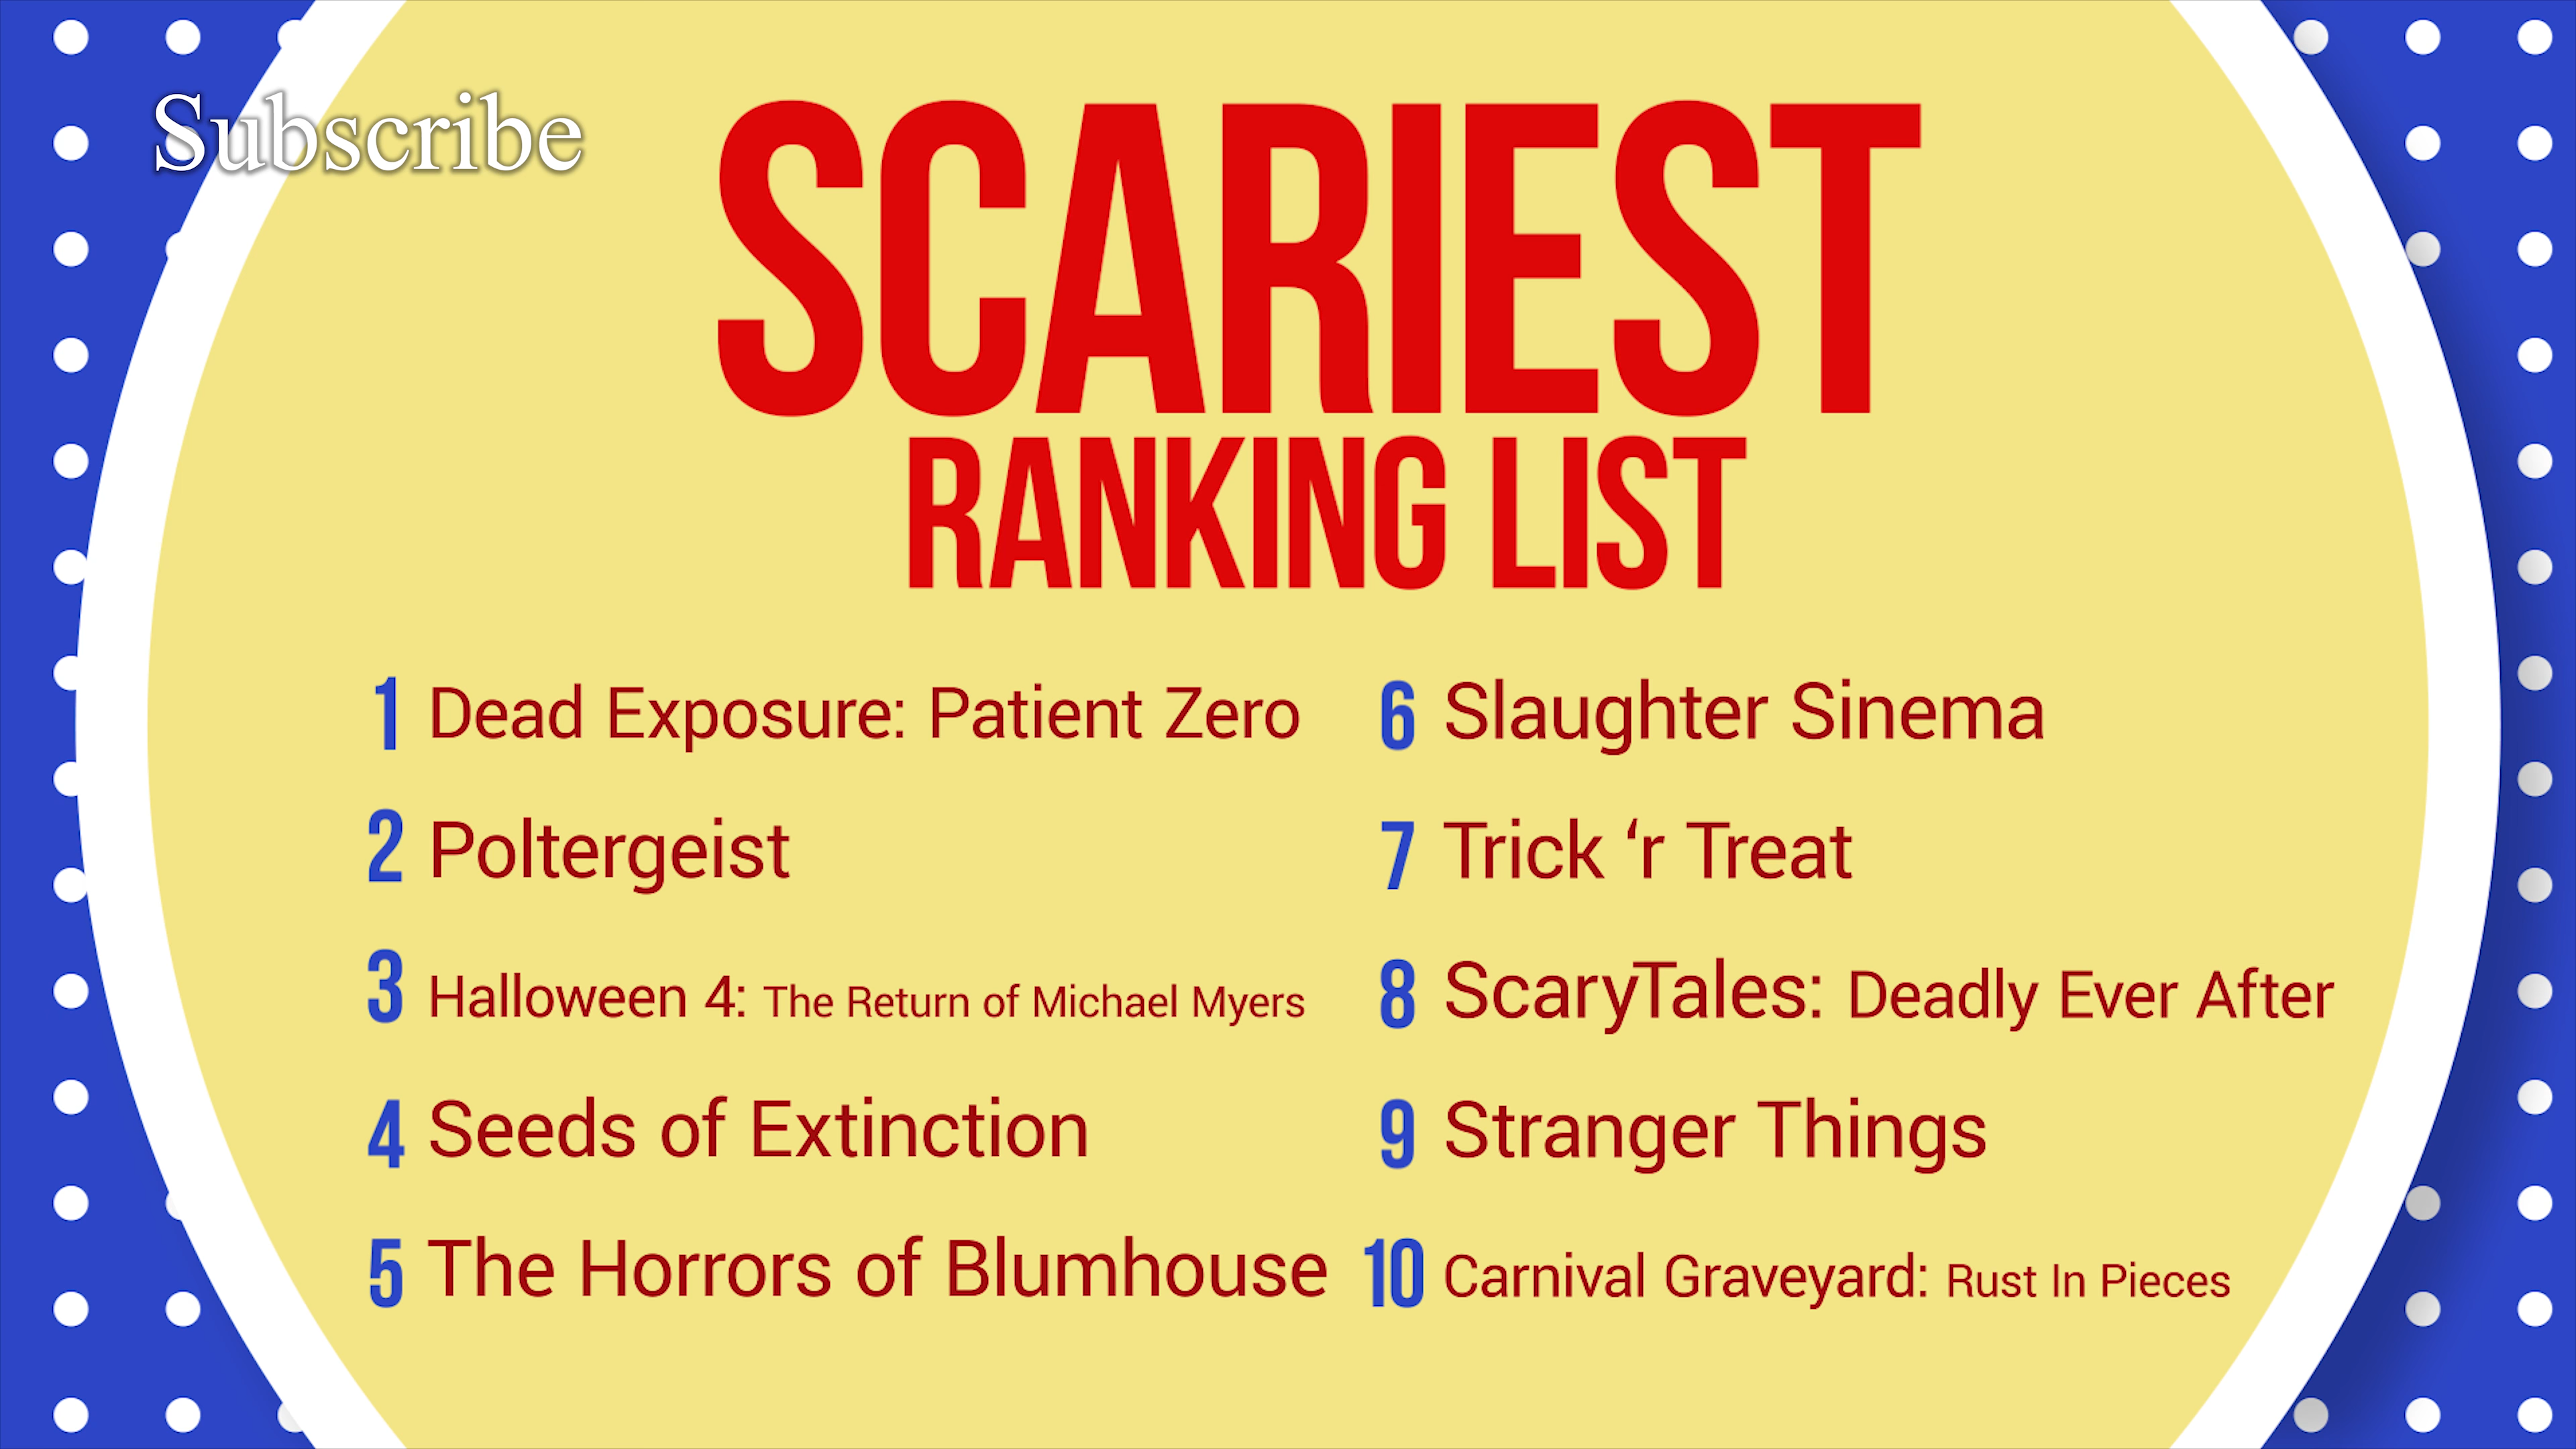 Subscribe
SCARIEST
RANKING LIST
1 Dead Exposure: Patient Zero
2 Poltergeist
3 Halloween 4: The Return of Michael Myers
4 Seeds of Extinction
5 The Horrors of Blumhouse
6 Slaughter Sinema
7 Trick ‘r Treat
8 ScaryTales: Deadly Ever After
9 Stranger Things
10 Carnival Graveyard: Rust In Pieces